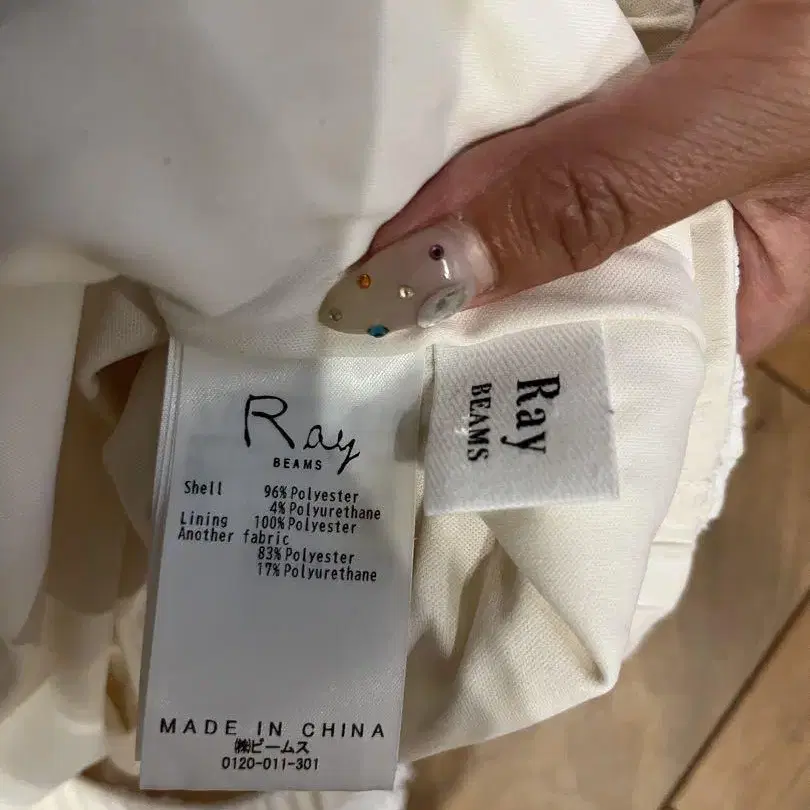 Ray
BEAMS
Shell 96% Polyester
4% Polyurethane
Lining 100% Polyester
Another fabric
83% Polyester
17% Polyurethane
MADE IN CHINA
㈱ビームス
0120-011-301
Ray
BEAMS